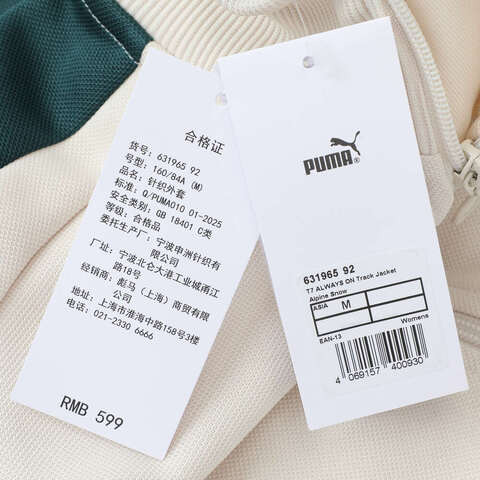 合格证
货号: 631965 92
号型: 160/84A (M)
品名: 针织外套
标准: Q/PUMA010 01-2025
安全类别: GB 18401 C类
等级: 合格品
委托生产厂: 宁波申洲针织有
限公司
厂址: 宁波北仑大港工业城甬江
路18号
经销商: 彪马(上海)商贸有限
公司
上海市淮海中路158号3楼
电话: 021-2330 6666
RMB 599
PUMA®
631965 92
T7 ALWAYS ON Track Jacket
Alpine Snow
ASIA M
EAN-13
Womens
4 069157 400930